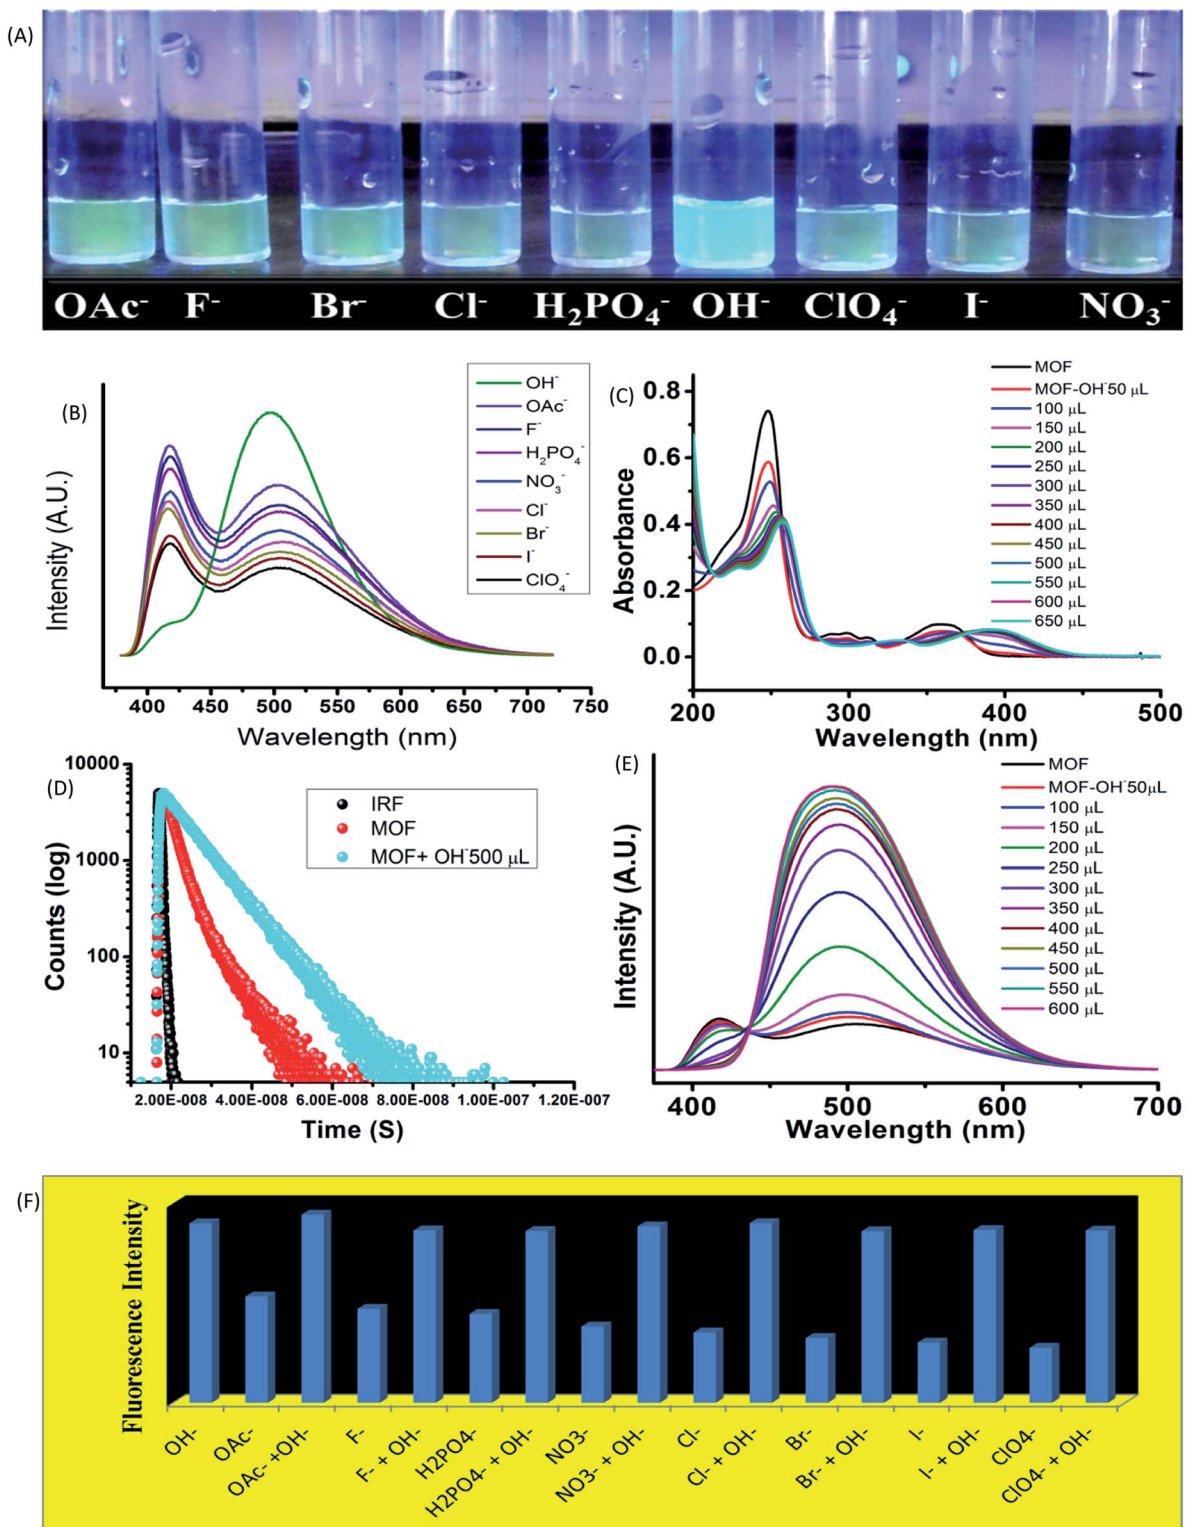 (A)
OAc⁻ F⁻ Br⁻ Cl⁻ H₂PO₄⁻ OH⁻ ClO₄⁻ I⁻ NO₃⁻
(B)
Intensity (A.U.)
OH⁻
OAc⁻
F⁻
H₂PO₄⁻
NO₃⁻
Cl⁻
Br⁻
I⁻
ClO₄⁻
400 450 500 550 600 650 700 750
Wavelength (nm)
(C)
Absorbance
0.8
0.6
0.4
0.2
0.0
MOF
MOF-OH⁻50 μL
100 μL
150 μL
200 μL
250 μL
300 μL
350 μL
400 μL
450 μL
500 μL
550 μL
600 μL
650 μL
200 300 400 500
Wavelength (nm)
(D)
Counts (log)
10000
1000
100
10
IRF
MOF
MOF+ OH⁻500 μL
2.00E-008 4.00E-008 6.00E-008 8.00E-008 1.00E-007 1.20E-007
Time (S)
(E)
Intensity (A.U.)
MOF
MOF-OH⁻50μL
100 μL
150 μL
200 μL
250 μL
300 μL
350 μL
400 μL
450 μL
500 μL
550 μL
600 μL
400 500 600 700
Wavelength (nm)
(F)
Fluorescence Intensity
OH-
OAc-
OAc- +OH-
F-
F- + OH-
H2PO4-
H2PO4- + OH-
NO3-
NO3- + OH-
Cl-
Cl- + OH-
Br-
Br- + OH-
I-
I- + OH-
ClO4-
ClO4- + OH-